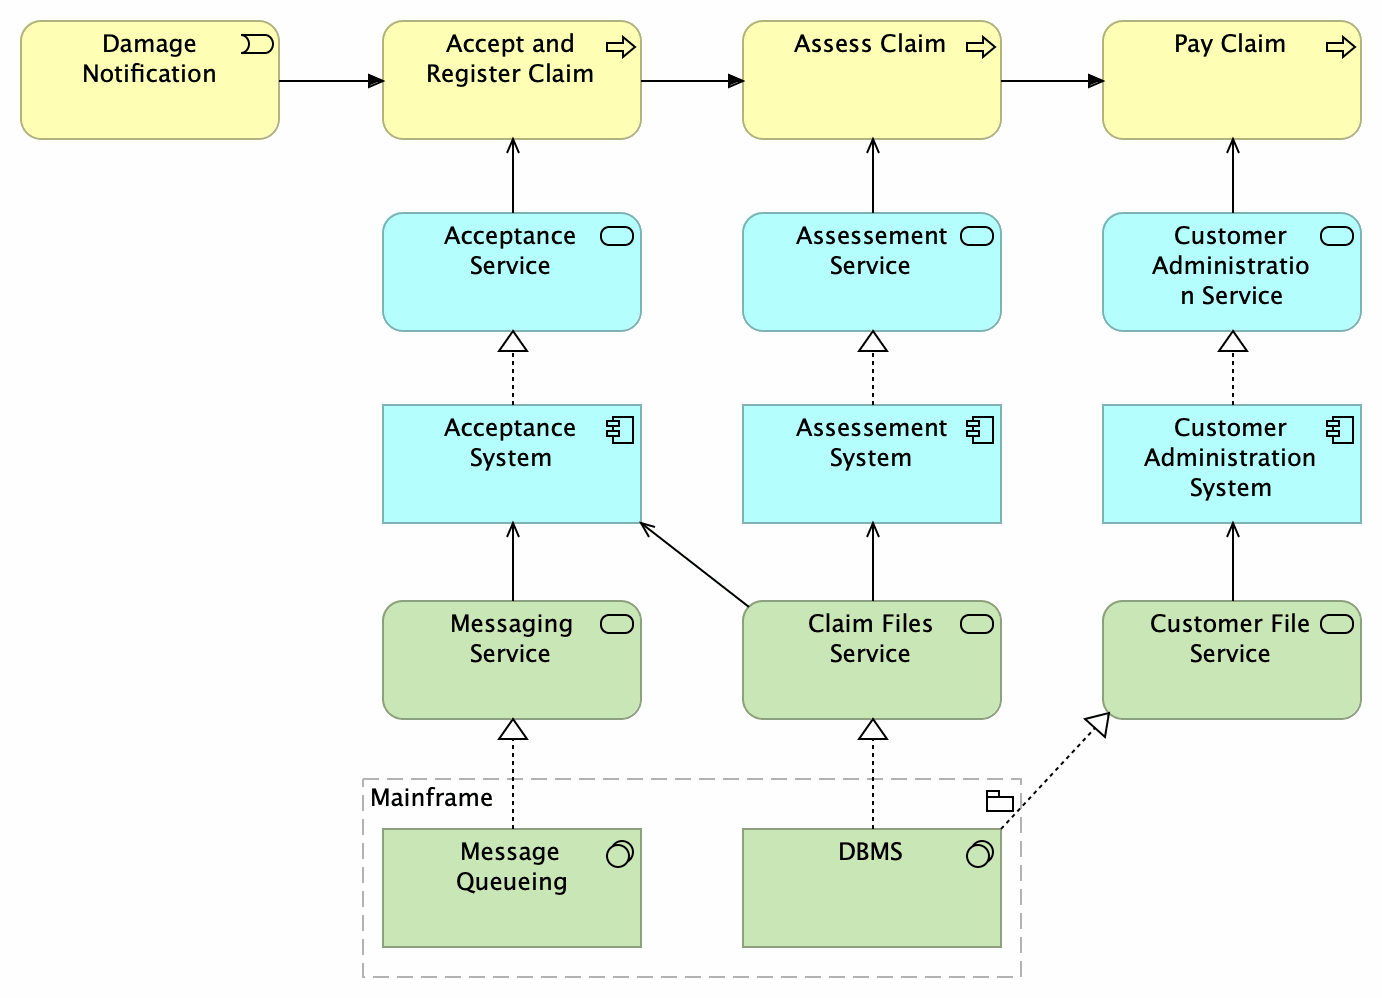 Damage
Notification
Accept and
Register Claim
Assess Claim
Pay Claim
Acceptance
Service
Assessement
Service
Customer
Administratio
n Service
Acceptance
System
Assessement
System
Customer
Administration
System
Messaging
Service
Claim Files
Service
Customer File
Service
Mainframe
Message
Queueing
DBMS